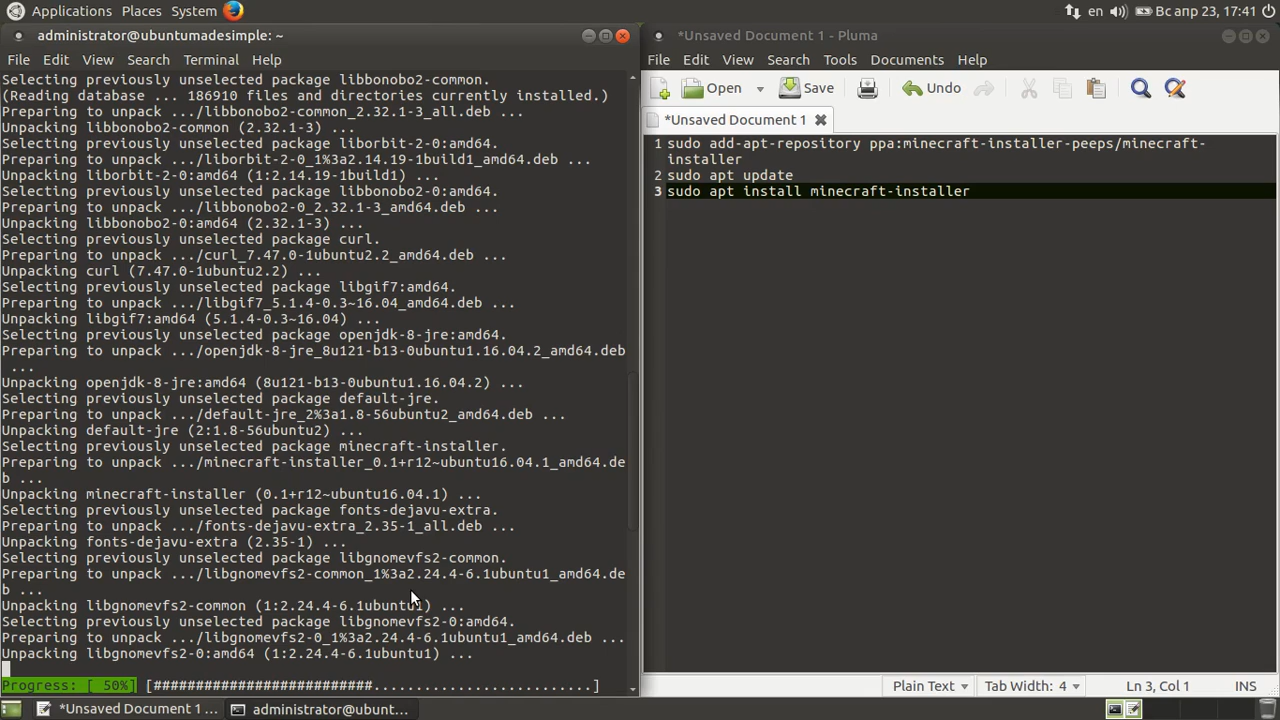 Applications Places System en Вс апр 23, 17:41
administrator@ubuntumadesimple: ~
File Edit View Search Terminal Help
Selecting previously unselected package libbonobo2-common.
(Reading database ... 186910 files and directories currently installed.)
Preparing to unpack .../libbonobo2-common_2.32.1-3_all.deb ...
Unpacking libbonobo2-common (2.32.1-3) ...
Selecting previously unselected package liborbit-2-0:amd64.
Preparing to unpack .../liborbit-2-0_1%3a2.14.19-1build1_amd64.deb ...
Unpacking liborbit-2-0:amd64 (1:2.14.19-1build1) ...
Selecting previously unselected package libbonobo2-0:amd64.
Preparing to unpack .../libbonobo2-0_2.32.1-3_amd64.deb ...
Unpacking libbonobo2-0:amd64 (2.32.1-3) ...
Selecting previously unselected package curl.
Preparing to unpack .../curl_7.47.0-1ubuntu2.2_amd64.deb ...
Unpacking curl (7.47.0-1ubuntu2.2) ...
Selecting previously unselected package libgif7:amd64.
Preparing to unpack .../libgif7_5.1.4-0.3~16.04_amd64.deb ...
Unpacking libgif7:amd64 (5.1.4-0.3~16.04) ...
Selecting previously unselected package openjdk-8-jre:amd64.
Preparing to unpack .../openjdk-8-jre_8u121-b13-0ubuntu1.16.04.2_amd64.deb
...
Unpacking openjdk-8-jre:amd64 (8u121-b13-0ubuntu1.16.04.2) ...
Selecting previously unselected package default-jre.
Preparing to unpack .../default-jre_2%3a1.8-56ubuntu2_amd64.deb ...
Unpacking default-jre (2:1.8-56ubuntu2) ...
Selecting previously unselected package minecraft-installer.
Preparing to unpack .../minecraft-installer_0.1+r12~ubuntu16.04.1_amd64.de
b ...
Unpacking minecraft-installer (0.1+r12~ubuntu16.04.1) ...
Selecting previously unselected package fonts-dejavu-extra.
Preparing to unpack .../fonts-dejavu-extra_2.35-1_all.deb ...
Unpacking fonts-dejavu-extra (2.35-1) ...
Selecting previously unselected package libgnomevfs2-common.
Preparing to unpack .../libgnomevfs2-common_1%3a2.24.4-6.1ubuntu1_amd64.de
b ...
Unpacking libgnomevfs2-common (1:2.24.4-6.1ubuntu1) ...
Selecting previously unselected package libgnomevfs2-0:amd64.
Preparing to unpack .../libgnomevfs2-0_1%3a2.24.4-6.1ubuntu1_amd64.deb ...
Unpacking libgnomevfs2-0:amd64 (1:2.24.4-6.1ubuntu1) ...
Progress: [ 50%] [##########################..........................]
*Unsaved Document 1 - Pluma
File Edit View Search Tools Documents Help
Open Save Undo
*Unsaved Document 1
1 sudo add-apt-repository ppa:minecraft-installer-peeps/minecraft-
installer
2 sudo apt update
3 sudo apt install minecraft-installer
Plain Text Tab Width: 4 Ln 3, Col 1 INS
*Unsaved Document 1 ... administrator@ubunt...